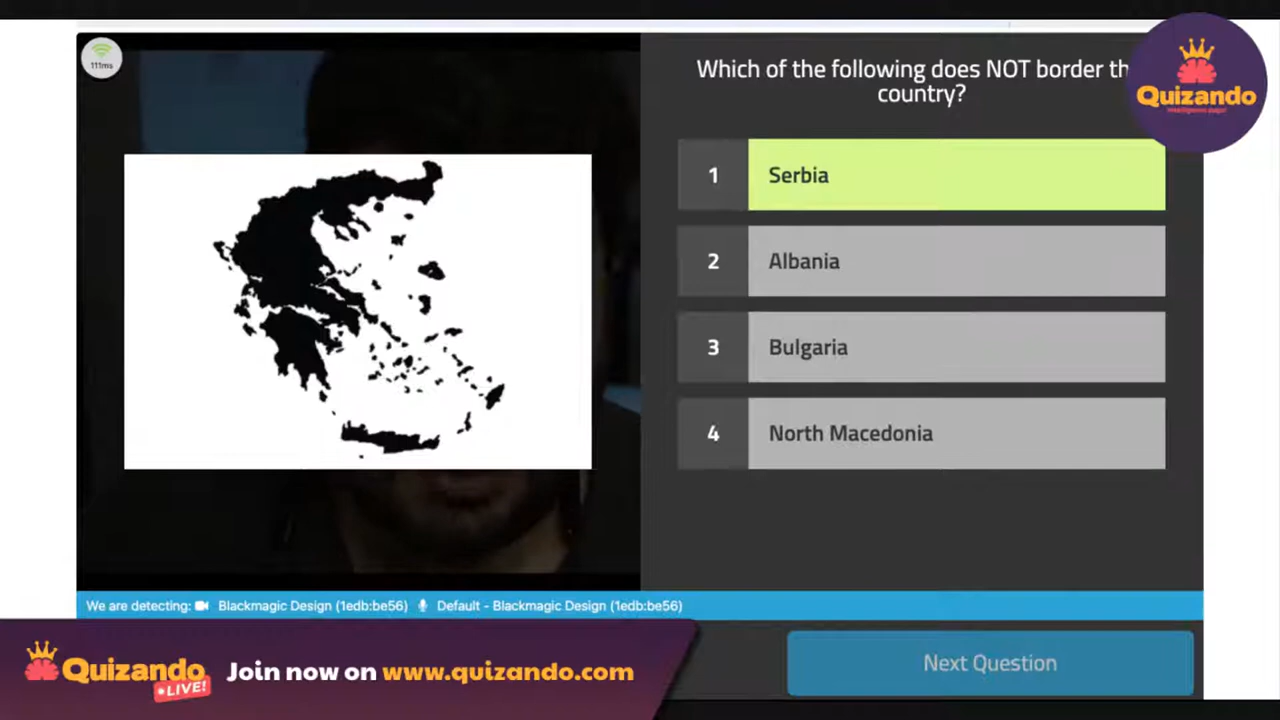 111ms
Which of the following does NOT border th
country?
Quizando
1 Serbia
2 Albania
3 Bulgaria
4 North Macedonia
We are detecting: Blackmagic Design (1edb:be56) Default - Blackmagic Design (1edb:be56)
Quizando
LIVE!
Join now on www.quizando.com
Next Question